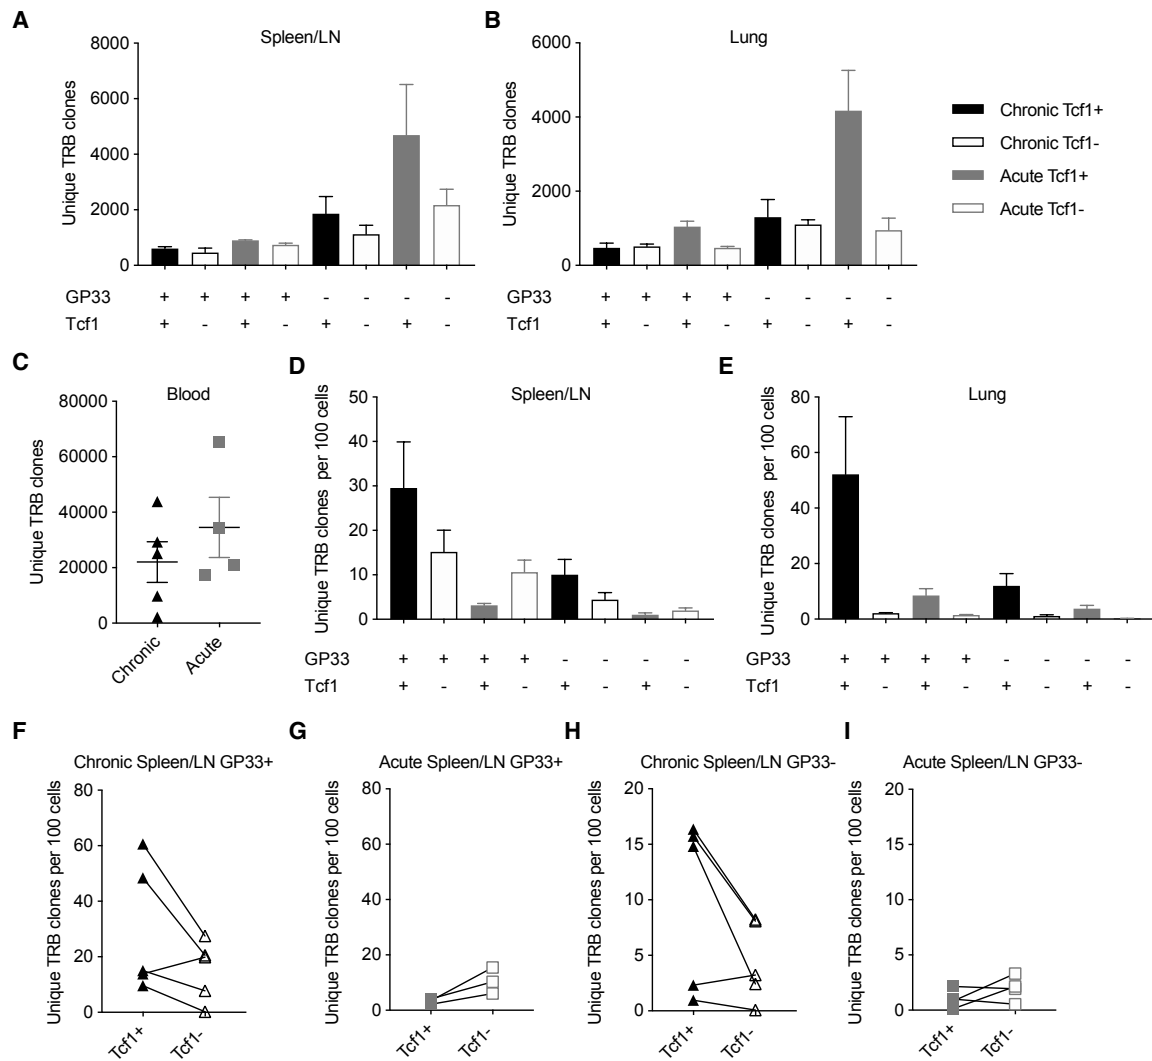 A
Spleen/LN
Unique TRB clones
8000
6000
4000
2000
0
GP33 + + + + - - - -
Tcf1 + - + - + - + -
B
Lung
Unique TRB clones
6000
4000
2000
0
+ + + + - - - -
+ - + - + - + -
Chronic Tcf1+
Chronic Tcf1-
Acute Tcf1+
Acute Tcf1-
C
Blood
Unique TRB clones
80000
60000
40000
20000
0
Chronic
Acute
D
Spleen/LN
Unique TRB clones per 100 cells
50
40
30
20
10
0
GP33 + + + + - - - -
Tcf1 + - + - + - + -
E
Lung
Unique TRB clones per 100 cells
80
60
40
20
0
+ + + + - - - -
+ - + - + - + -
F
Chronic Spleen/LN GP33+
Unique TRB clones per 100 cells
80
60
40
20
0
Tcf1+
Tcf1-
G
Acute Spleen/LN GP33+
Unique TRB clones per 100 cells
80
60
40
20
0
Tcf1+
Tcf1-
H
Chronic Spleen/LN GP33-
Unique TRB clones per 100 cells
20
15
10
5
0
Tcf1+
Tcf1-
I
Acute Spleen/LN GP33-
Unique TRB clones per 100 cells
20
15
10
5
0
Tcf1+
Tcf1-